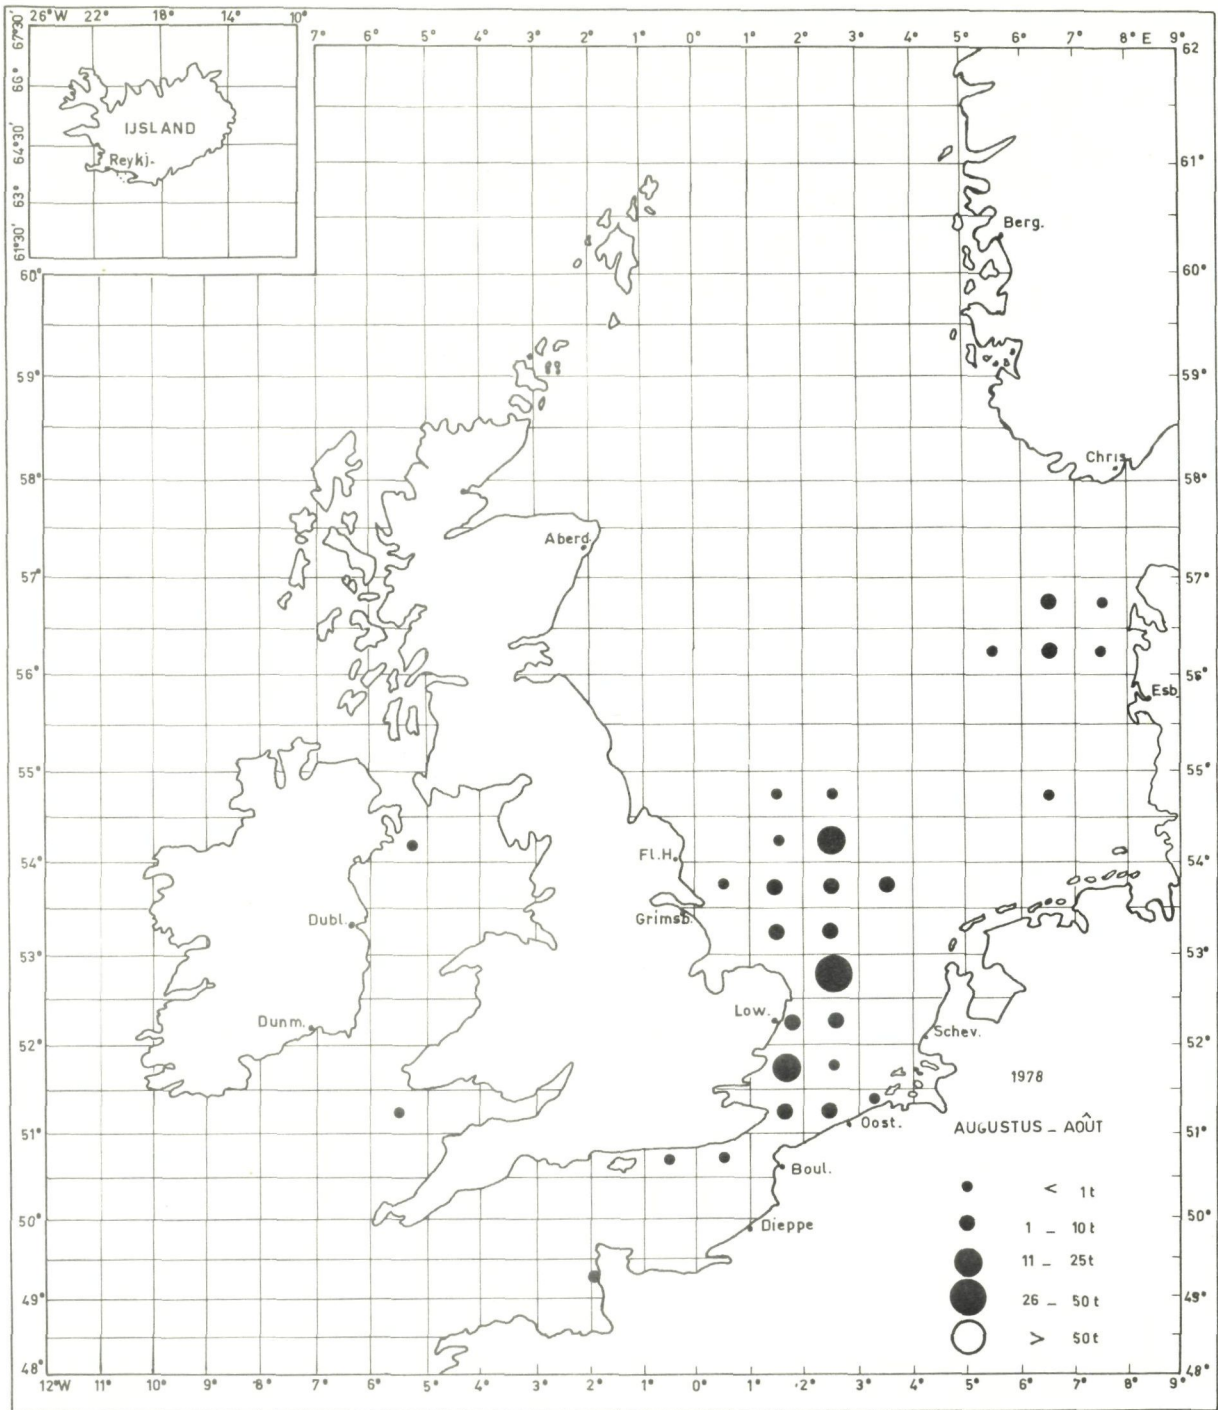 26°W 22° 18° 14° 10°
7° 6° 5° 4° 3° 2° 1° 0° 1° 2° 3° 4° 5° 6° 7° 8° E 9°
67°30'
66°
64°30'
63°
61°30'
IJSLAND
Reykj.
62
61°
Berg.
60° 60°
59° 59°
Chris
58° 58°
Aberd.
57° 57°
56° 56°
Esb
55° 55°
54° 54°
Fl.H.
Grimsb.
Dubl.
53° 53°
Low.
Dunm.
Schev.
52° 52°
1978
Oost.
AUGUSTUS _ AOÛT
51° 51°
Boul.
< 1t
50° 50°
Dieppe
1 _ 10t
11 _ 25t
49° 49°
26 _ 50t
> 50t
48° 48°
12°W 11° 10° 9° 8° 7° 6° 5° 4° 3° 2° 1° 0° 1° 2° 3° 4° 5° 6° 7° 8° 9°